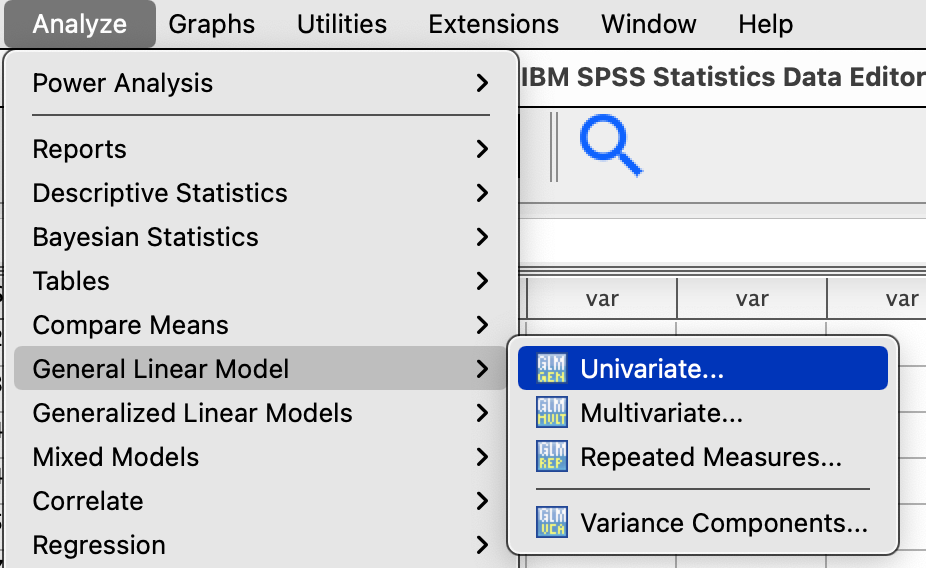 Analyze Graphs Utilities Extensions Window Help
IBM SPSS Statistics Data Editor
Power Analysis
Reports
Descriptive Statistics
Bayesian Statistics
Tables
var var var
Compare Means
General Linear Model
Generalized Linear Models
Mixed Models
Correlate
Regression
GLM GEN Univariate...
GLM MULT Multivariate...
GLM REP Repeated Measures...
GLM VCA Variance Components...